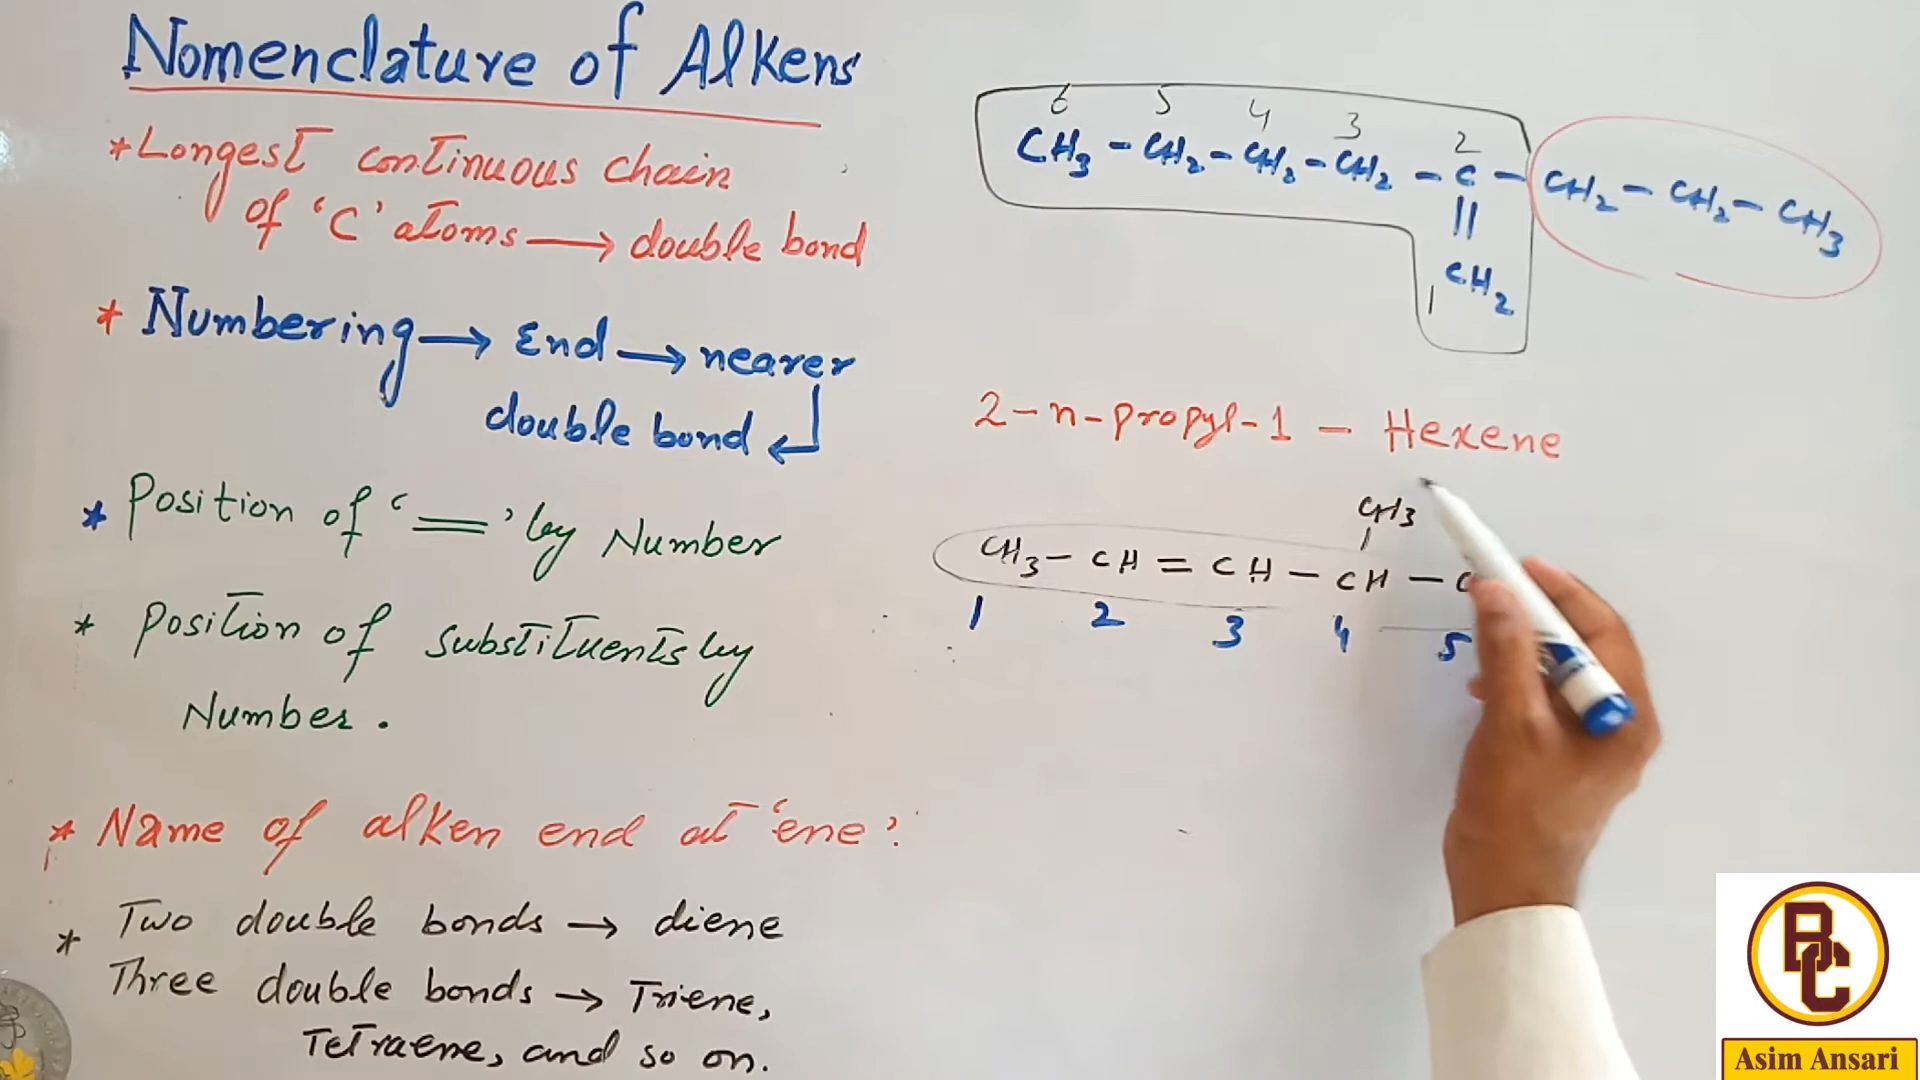 Nomenclature of Alkens
* Longest continuous chain
of 'C' atoms → double bond
* Numbering → End → nearer
double bond ↲
* Position of '=' by Number
* Position of substituents by
Number.
* Name of alken end at 'ene'.
* Two double bonds → diene
Three double bonds → Triene,
Tetraene, and so on.
6 5 4 3 2
CH3 - CH2 - CH2 - CH2 - C - CH2 - CH2 - CH3
||
1 CH2
2-n-propyl-1 - Hexene
CH3
|
CH3 - CH = CH - CH - C
1 2 3 4 5
BC
Asim Ansari